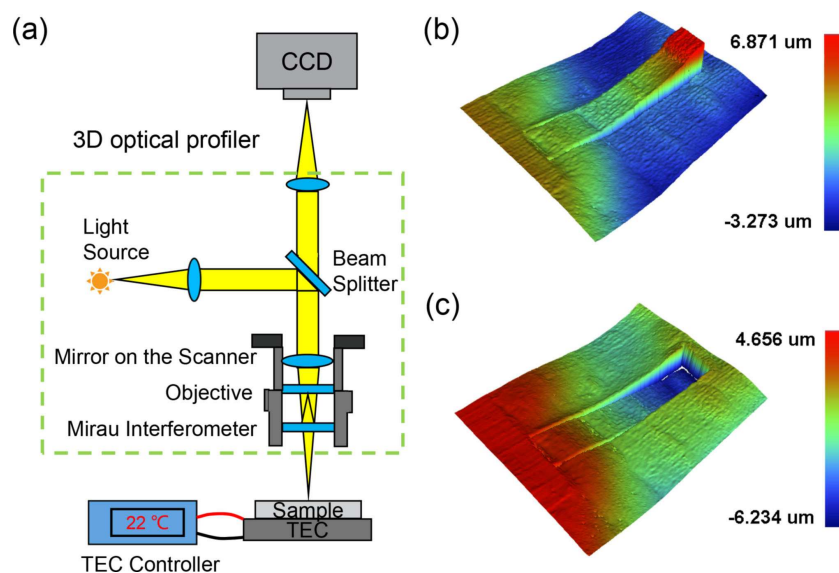 (a)
CCD
3D optical profiler
Light
Source
Beam
Splitter
Mirror on the Scanner
Objective
Mirau Interferometer
Sample
TEC
22 ℃
TEC Controller
(b)
6.871 um
-3.273 um
(c)
4.656 um
-6.234 um